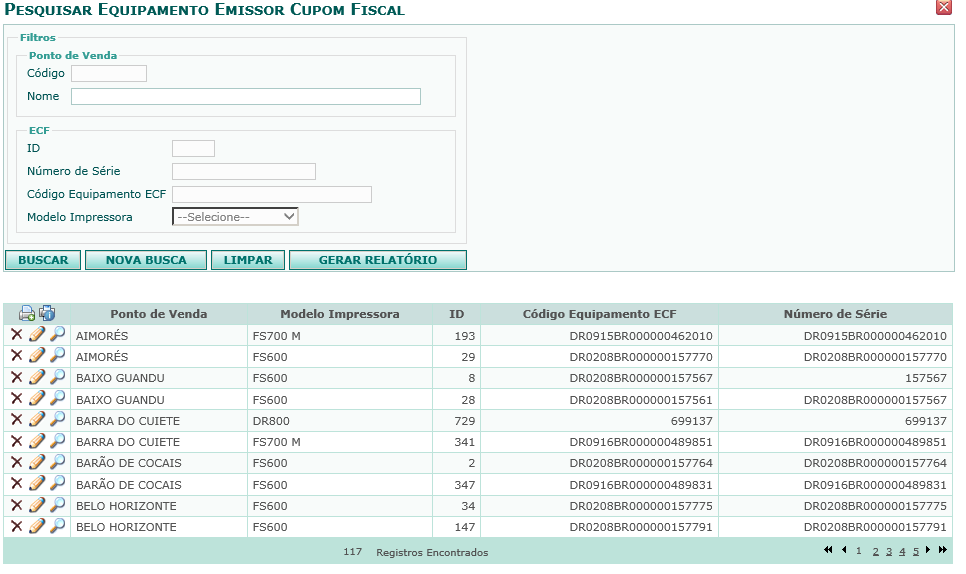 PESQUISAR EQUIPAMENTO EMISSOR CUPOM FISCAL
Filtros
Ponto de Venda
Código
Nome
ECF
ID
Número de Série
Código Equipamento ECF
Modelo Impressora --Selecione--
BUSCAR NOVA BUSCA LIMPAR GERAR RELATÓRIO
Ponto de Venda Modelo Impressora ID Código Equipamento ECF Número de Série
AIMORÉS FS700 M 193 DR0915BR000000462010 DR0915BR000000462010
AIMORÉS FS600 29 DR0208BR000000157770 DR0208BR000000157770
BAIXO GUANDU FS600 8 DR0208BR000000157567 157567
BAIXO GUANDU FS600 28 DR0208BR000000157561 DR0208BR000000157567
BARRA DO CUIETE DR800 729 699137 699137
BARRA DO CUIETE FS700 M 341 DR0916BR000000489851 DR0916BR000000489851
BARÃO DE COCAIS FS600 2 DR0208BR000000157764 DR0208BR000000157764
BARÃO DE COCAIS FS600 347 DR0916BR000000489831 DR0916BR000000489831
BELO HORIZONTE FS600 34 DR0208BR000000157775 DR0208BR000000157775
BELO HORIZONTE FS600 147 DR0208BR000000157791 DR0208BR000000157791
117 Registros Encontrados 1 2 3 4 5